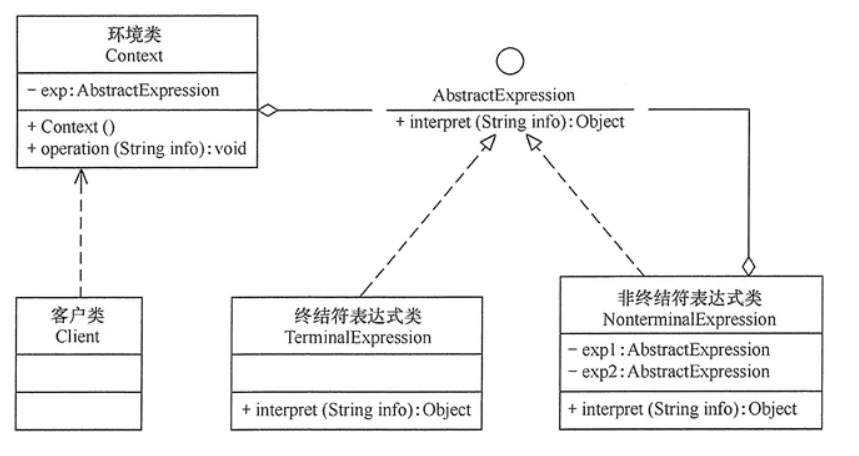 环境类
Context
- exp:AbstractExpression
+ Context ()
+ operation (String info):void
AbstractExpression
+ interpret (String info):Object
客户类
Client
终结符表达式类
TerminalExpression
+ interpret (String info):Object
非终结符表达式类
NonterminalExpression
- exp1:AbstractExpression
- exp2:AbstractExpression
+ interpret (String info):Object